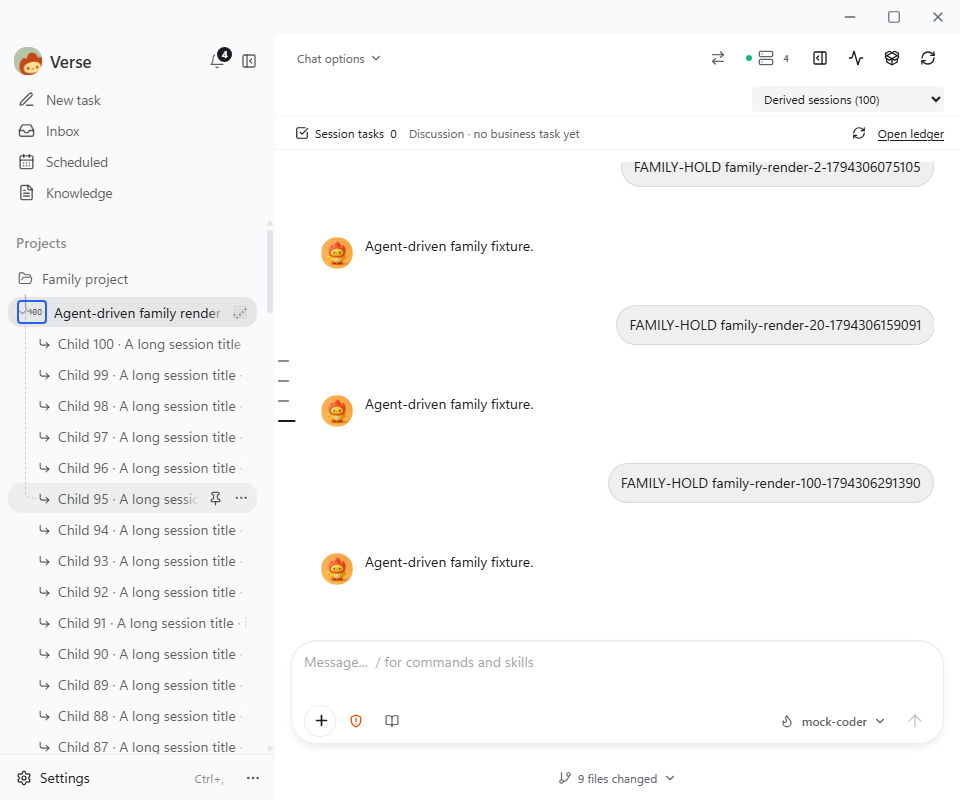 Verse
4
New task
Inbox
Scheduled
Knowledge
Projects
Family project
100
Agent-driven family render
Child 100 · A long session title
Child 99 · A long session title ·
Child 98 · A long session title ·
Child 97 · A long session title ·
Child 96 · A long session title ·
Child 95 · A long sessic
Child 94 · A long session title ·
Child 93 · A long session title ·
Child 92 · A long session title ·
Child 91 · A long session title ·
Child 90 · A long session title ·
Child 89 · A long session title ·
Child 88 · A long session title ·
Child 87 · A long session title ·
Settings
Ctrl+,
Chat options
4
Derived sessions (100)
Session tasks 0 Discussion · no business task yet
Open ledger
FAMILY-HOLD family-render-2-1794306075105
Agent-driven family fixture.
FAMILY-HOLD family-render-20-1794306159091
Agent-driven family fixture.
FAMILY-HOLD family-render-100-1794306291390
Agent-driven family fixture.
Message... / for commands and skills
mock-coder
9 files changed